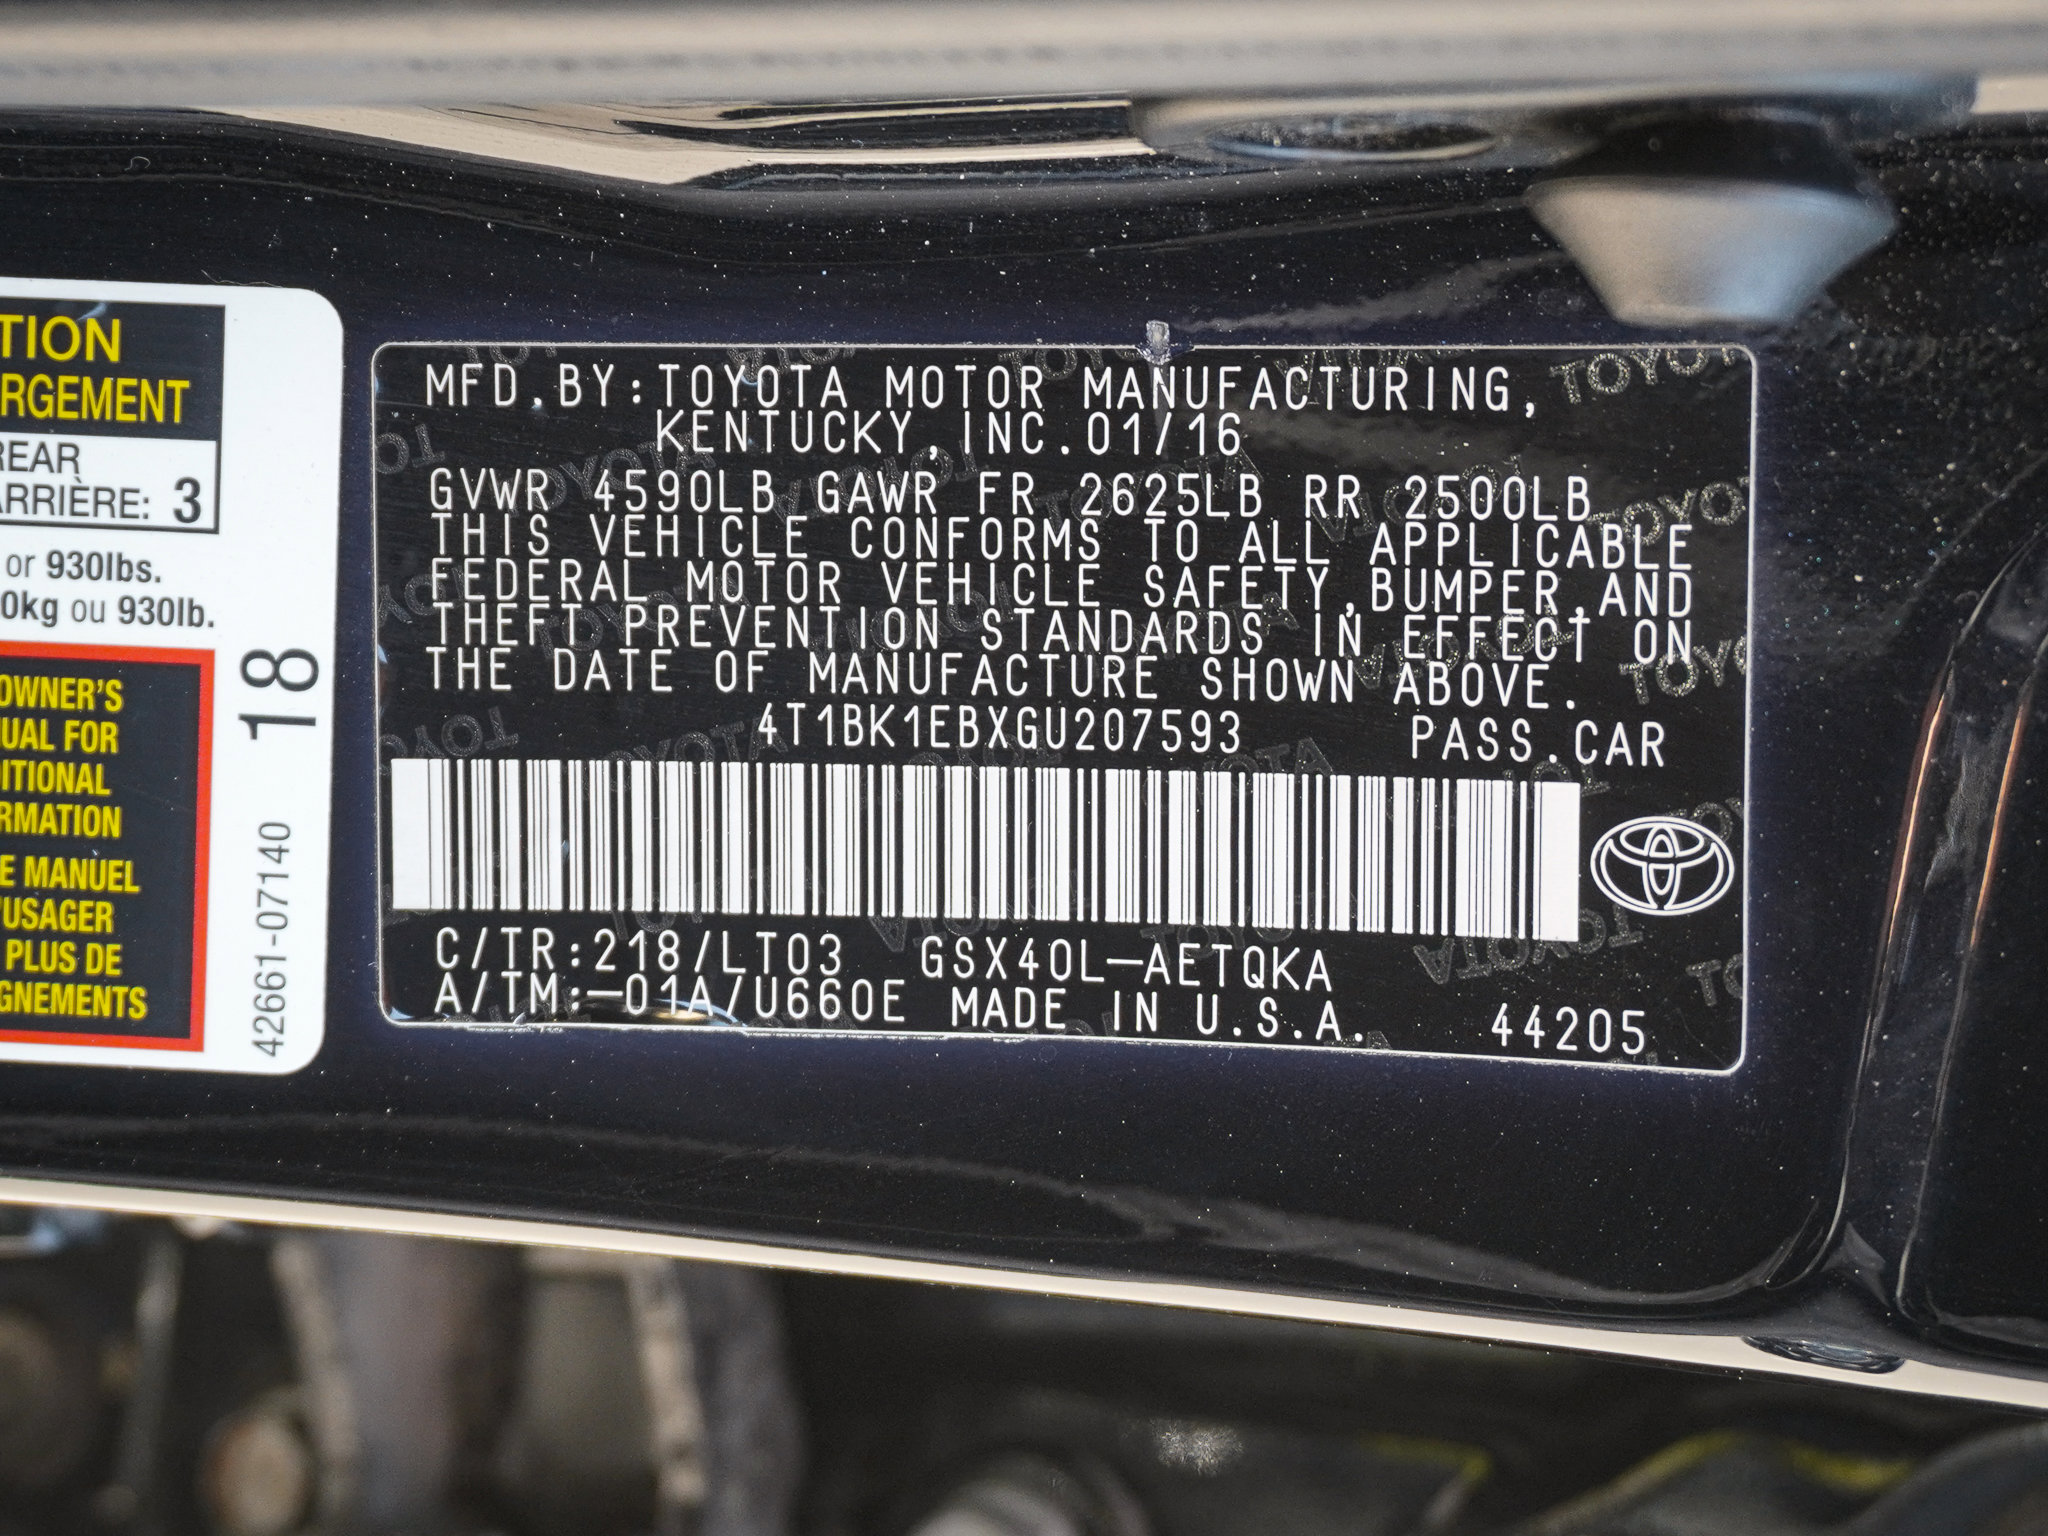 TION
RGEMENT
REAR
ARRIÈRE: 3
or 930lbs.
0kg ou 930lb.
OWNER'S
UAL FOR
ITIONAL
RMATION
E MANUEL
'USAGER
PLUS DE
GNEMENTS
18
42661-07140
MFD.BY:TOYOTA MOTOR MANUFACTURING,
KENTUCKY,INC.01/16
GVWR 4590LB GAWR FR 2625LB RR 2500LB
THIS VEHICLE CONFORMS TO ALL APPLICABLE
FEDERAL MOTOR VEHICLE SAFETY,BUMPER,AND
THEFT PREVENTION STANDARDS IN EFFECT ON
THE DATE OF MANUFACTURE SHOWN ABOVE.
4T1BK1EBXGU207593 PASS.CAR
C/TR:218/LT03 GSX40L-AETQKA
A/TM:-01A/U660E MADE IN U.S.A. 44205